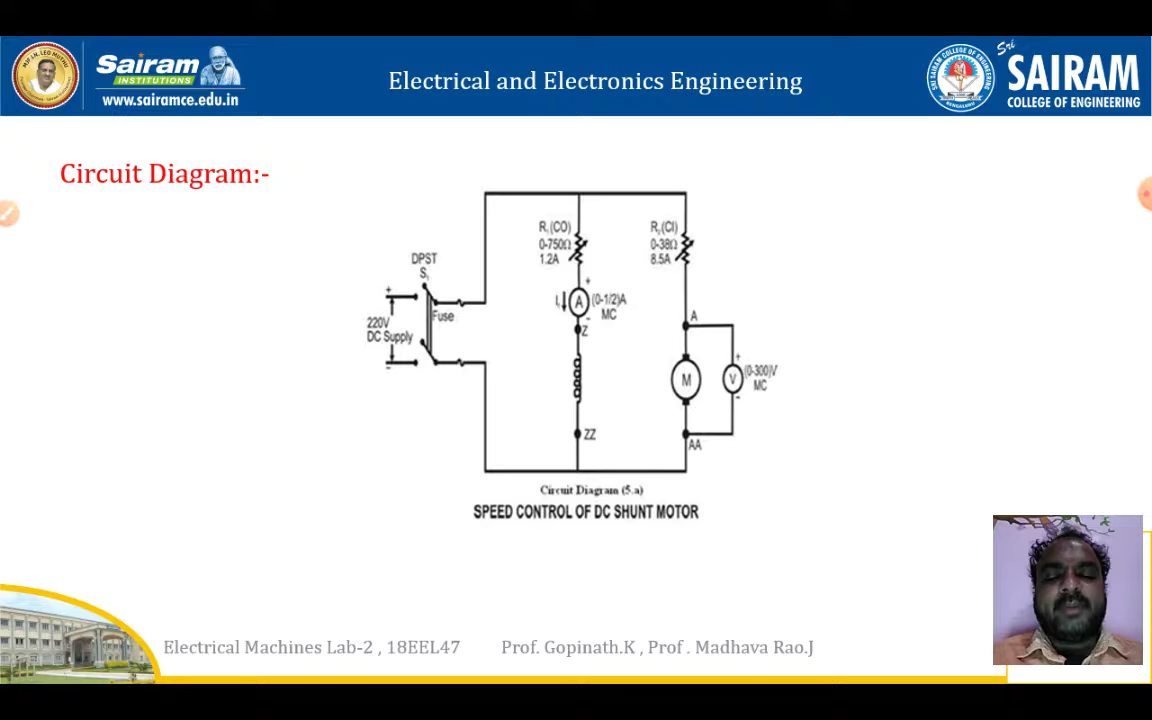 Sairam
INSTITUTIONS
www.sairamce.edu.in
Electrical and Electronics Engineering
Sri
SAIRAM
COLLEGE OF ENGINEERING
Circuit Diagram:-
R1(CO)
0-750Ω
1.2A
R2(CI)
0-38Ω
8.5A
DPST
S1
+
Fuse
220V
DC Supply
-
+
A
(0-1/2)A
MC
-
Z
ZZ
A
M
AA
+
V
(0-300)V
MC
-
Circuit Diagram (5.a)
SPEED CONTROL OF DC SHUNT MOTOR
Electrical Machines Lab-2 , 18EEL47
Prof. Gopinath.K , Prof . Madhava Rao.J